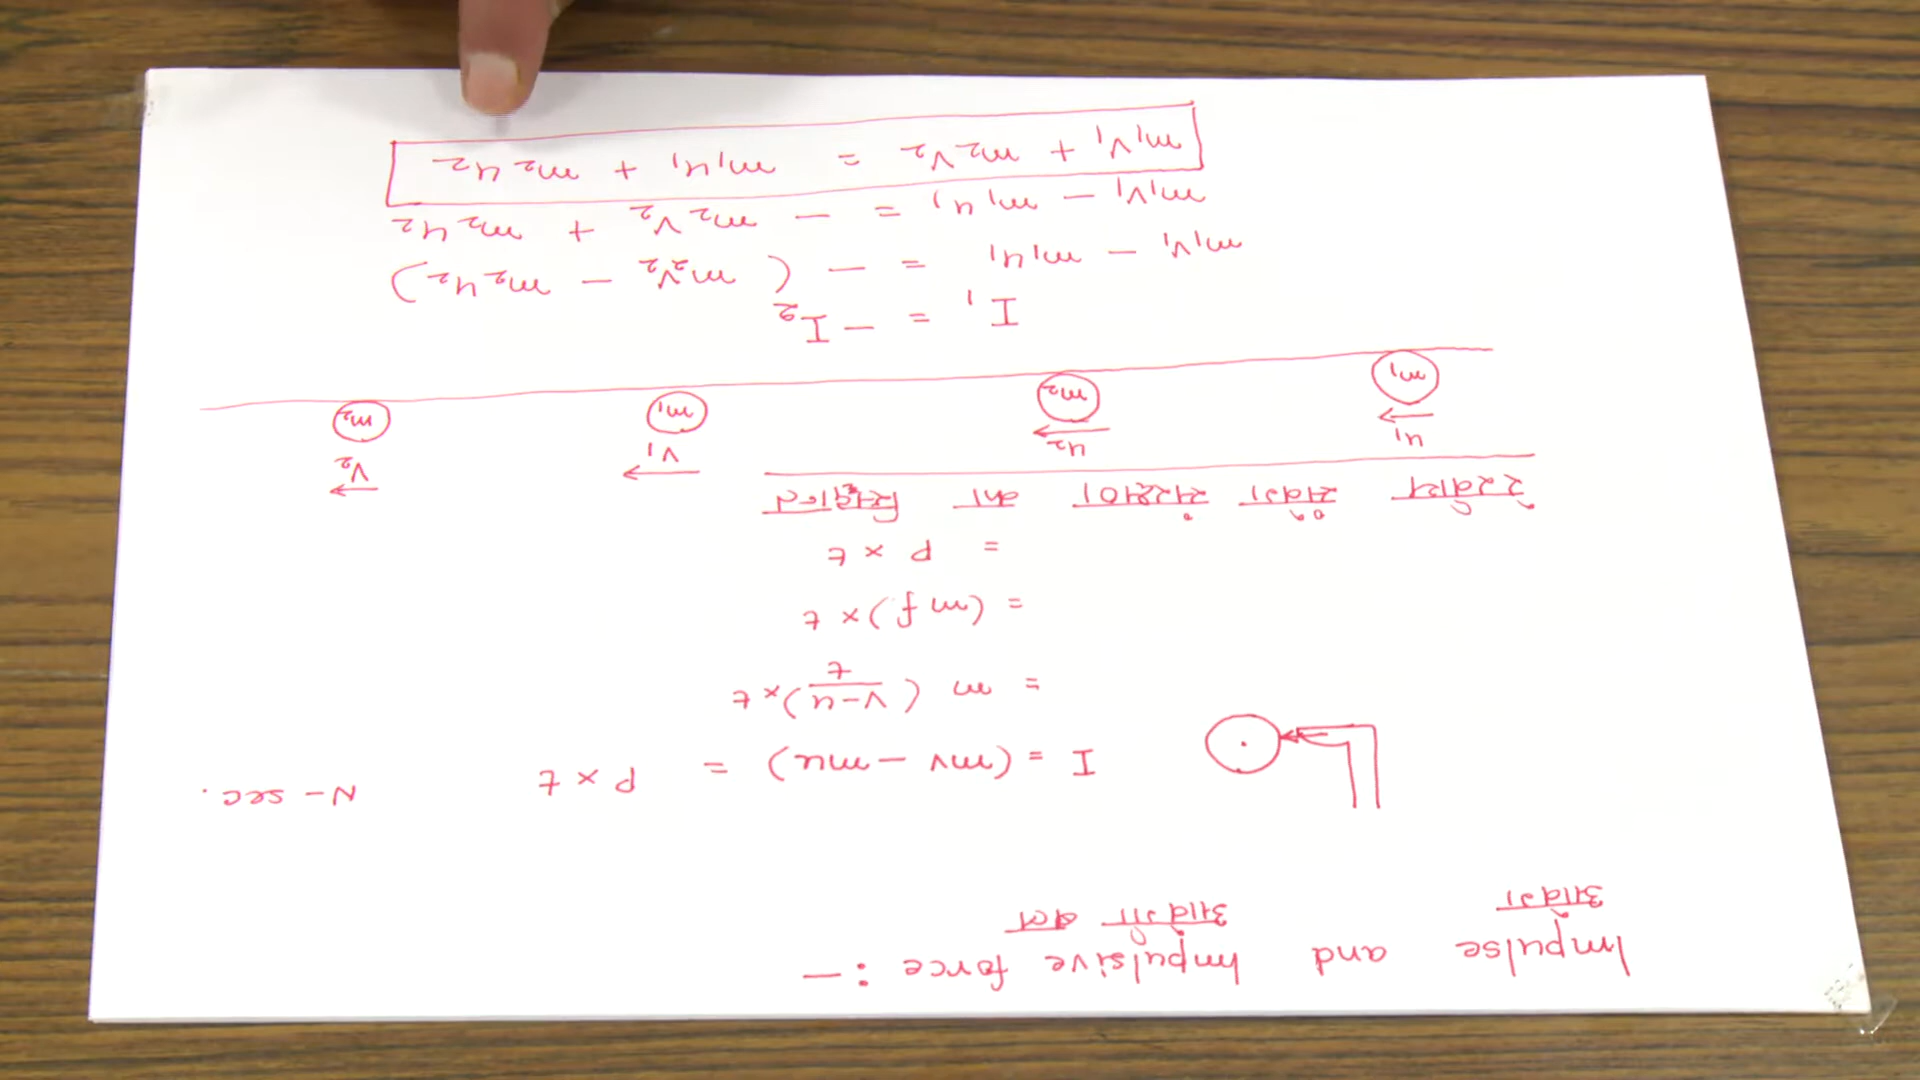 Impulse and Impulsive force :—
आवेग आवेगी बल
I = (mv – mu) = P × t N – sec.
= m (v–u/t) × t
= (m f) × t
= P × t
रेखीय संवेग संरक्षण का सिद्धान्त
u₁ u₂ v₁ v₂
m₁ m₂ m₁ m₂
I₁ = – I₂
m₁v₁ – m₁u₁ = – ( m₂v₂ – m₂u₂)
m₁v₁ – m₁u₁ = – m₂v₂ + m₂u₂
m₁v₁ + m₂v₂ = m₁u₁ + m₂u₂